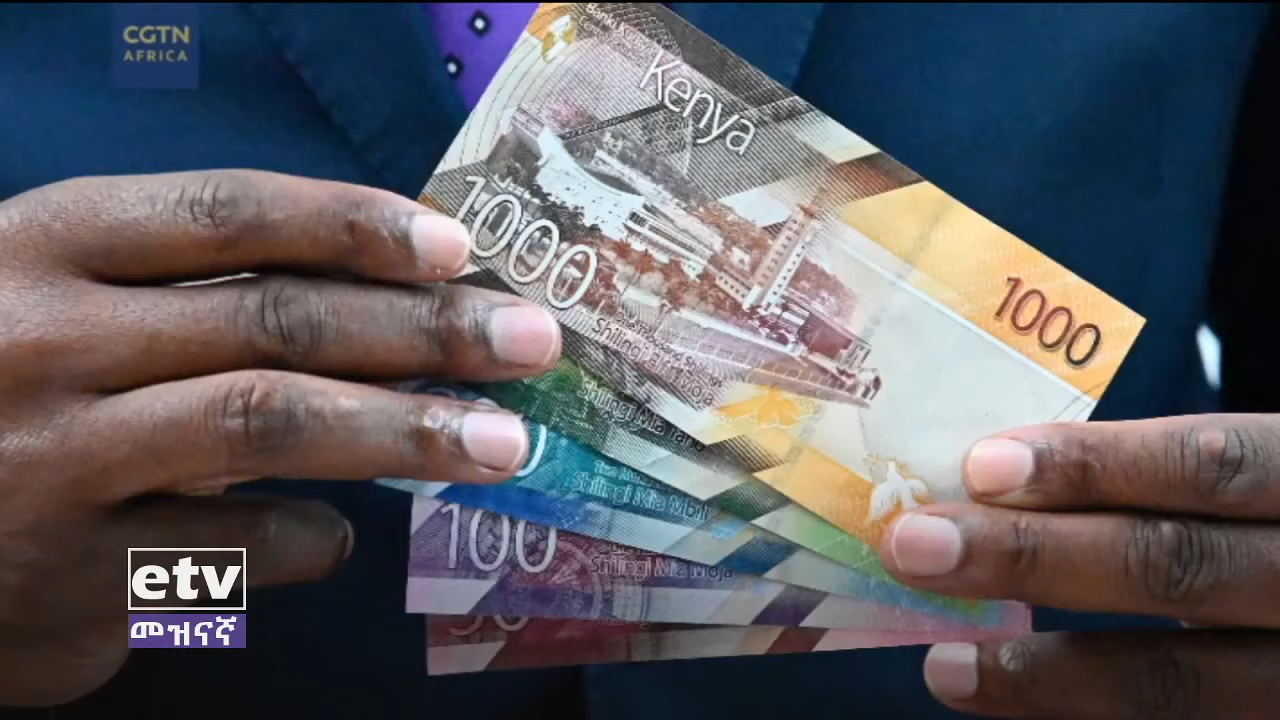 CGTN
AFRICA
Kenya
1000
1000
Shilingi Elfu Moja
Shilingi Mia Tano
Shilingi Mia Mbili
100
Shilingi Mia Moja
50
etv
መዝናኛ